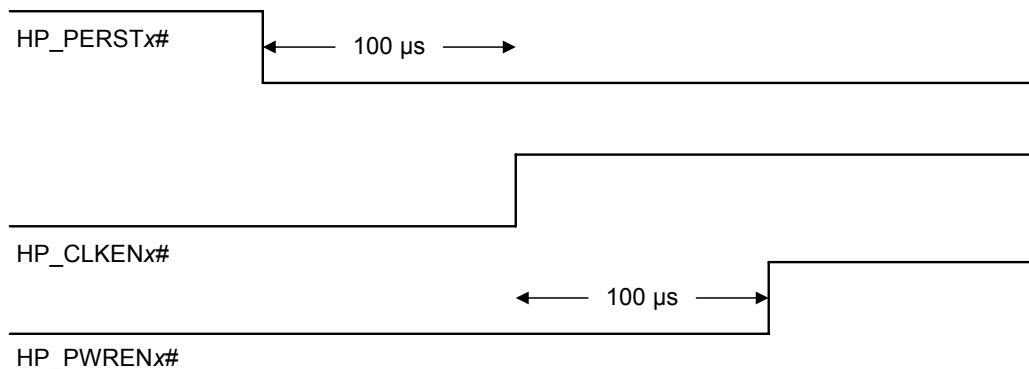 HP_PERSTx#
100 µs
HP_CLKENx#
100 µs
HP_PWRENx#